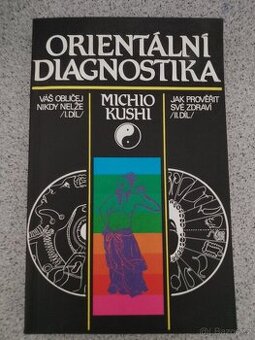 ORIENTÁLNÍ
DIAGNOSTIKA
VÁŠ OBLIČEJ
NIKDY NELŽE
/I. DÍL/
MICHIO
KUSHI
JAK PROVĚŘIT
SVÉ ZDRAVÍ
/II. DÍL/